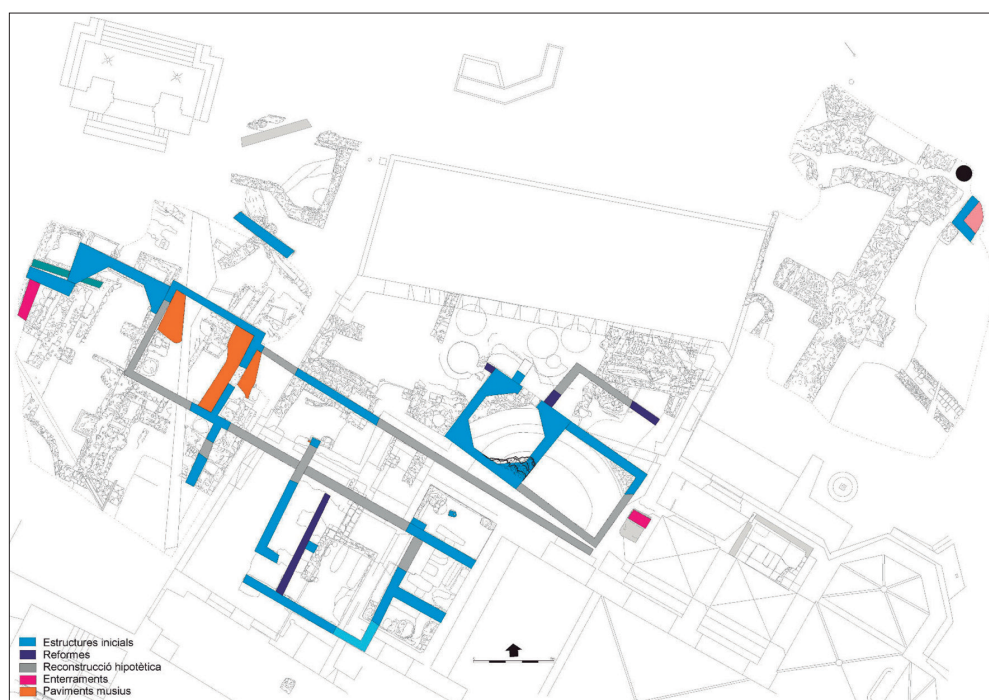 Estructures inicials
Reformes
Reconstrucció hipotètica
Enterraments
Paviments musius